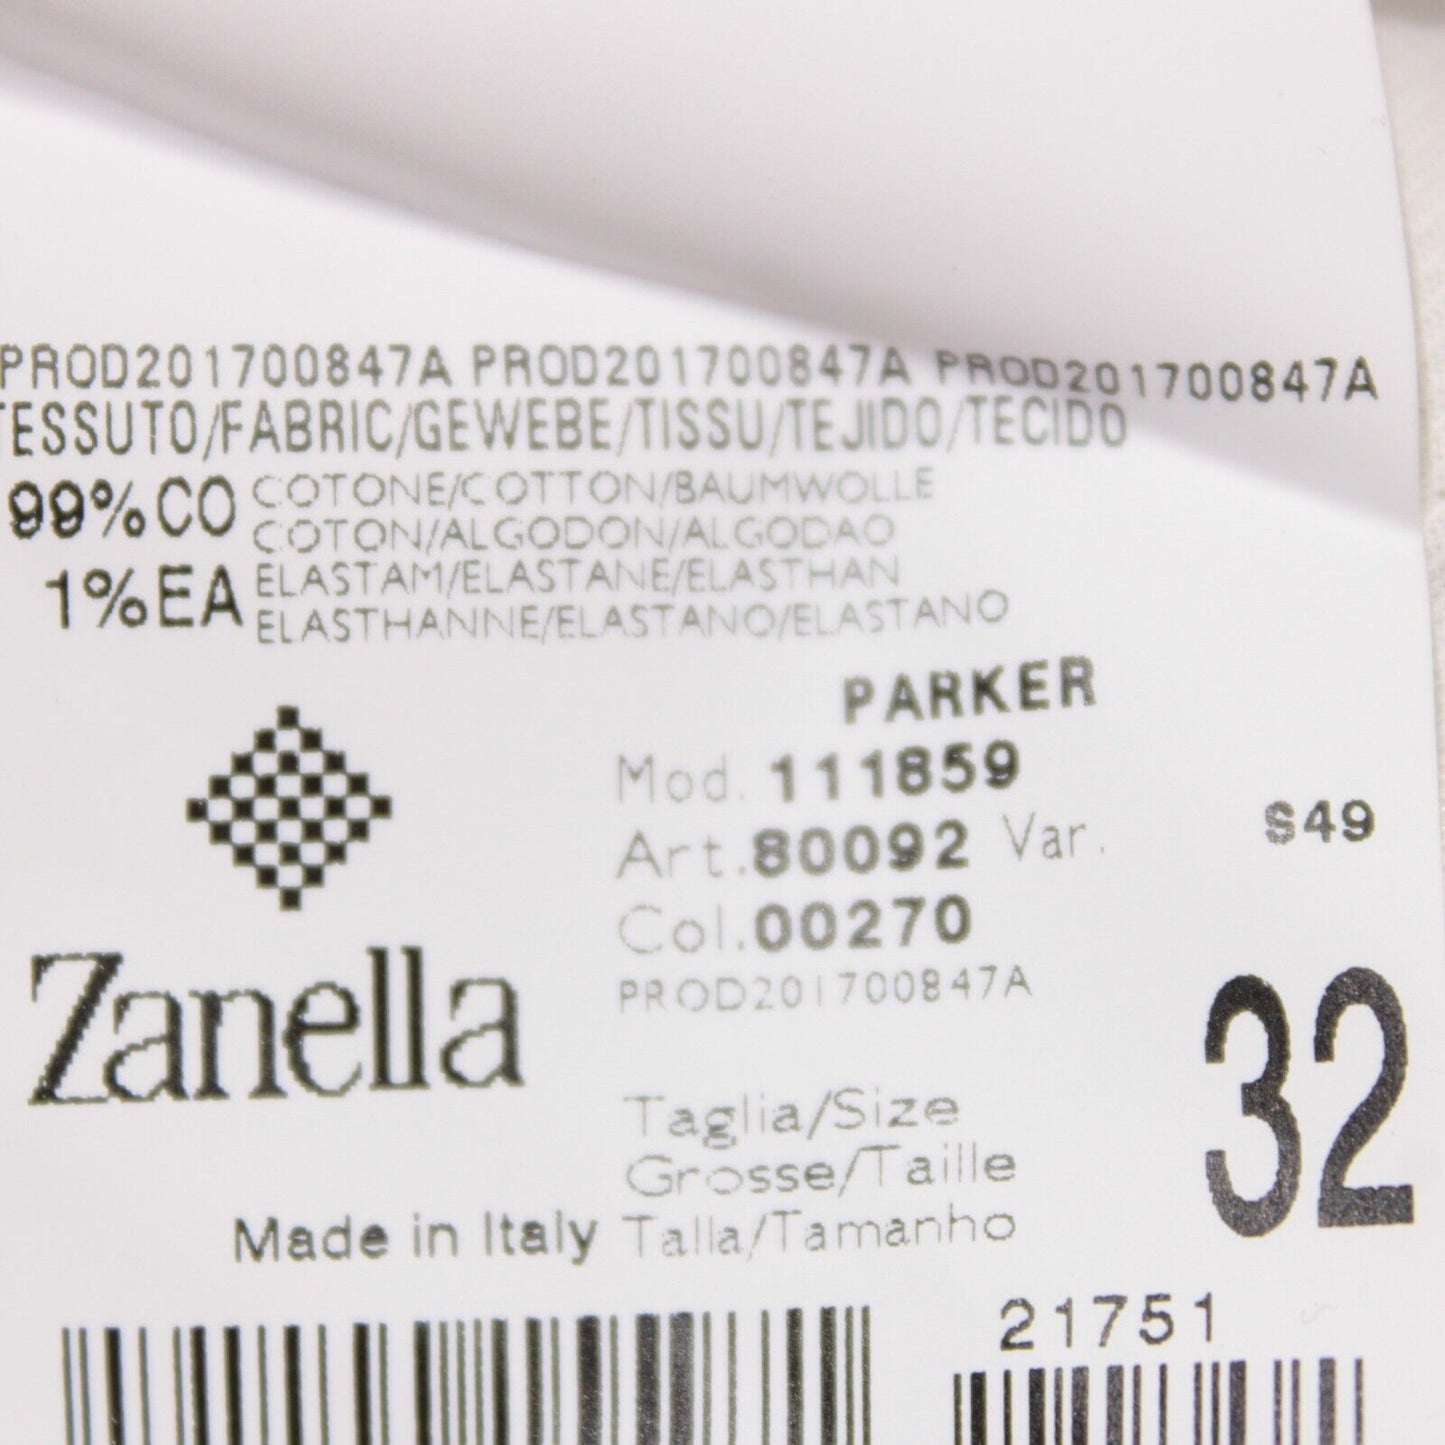 PROD201700847A PROD201700847A PROD201700847A
TESSUTO/FABRIC/GEWEBE/TISSU/TEJIDO/TECIDO
99%CO COTONE/COTTON/BAUMWOLLE
COTON/ALGODON/ALGODAO
1%EA ELASTAM/ELASTANE/ELASTHAN
ELASTHANNE/ELASTANO/ELASTANO
PARKER
Mod. 111859
Art. 80092 Var. S49
Col. 00270
PROD201700847A
Zanella
32
Taglia/Size
Grosse/Taille
Made in Italy Talla/Tamanho
21751